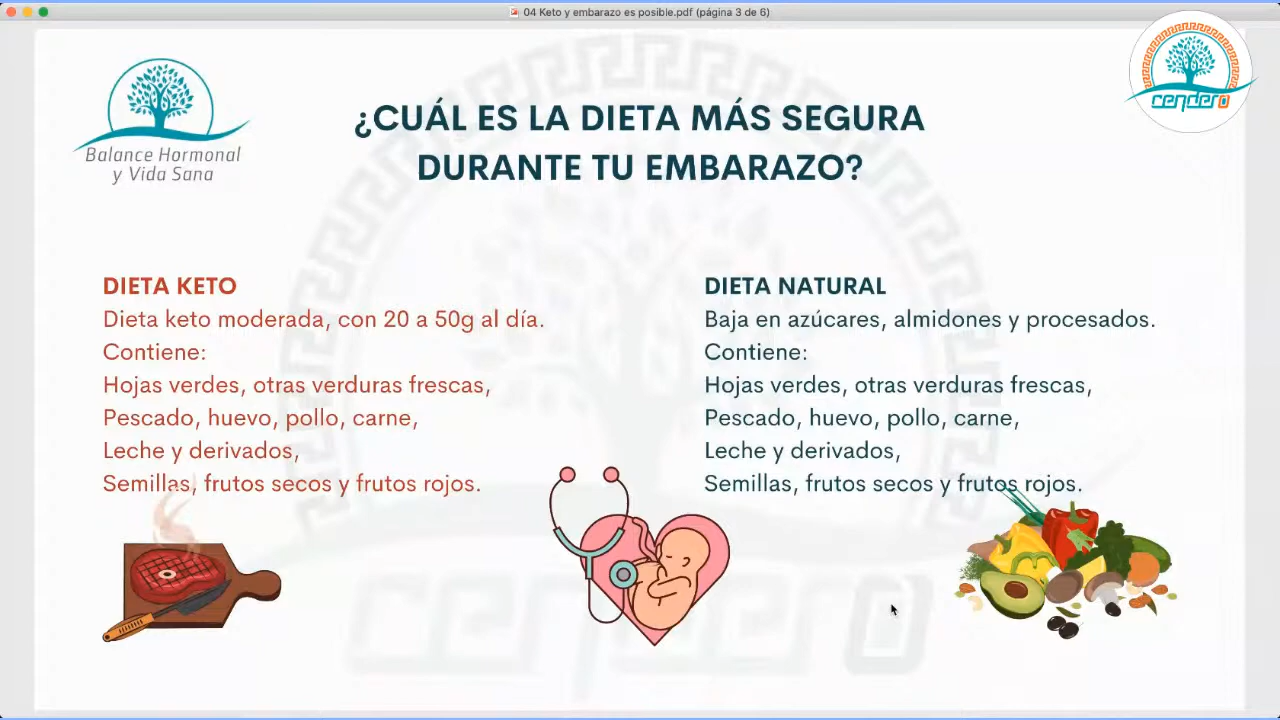 04 Keto y embarazo es posible.pdf (página 3 de 6)
Balance Hormonal
y Vida Sana
cendero
¿CUÁL ES LA DIETA MÁS SEGURA
DURANTE TU EMBARAZO?
DIETA KETO
Dieta keto moderada, con 20 a 50g al día.
Contiene:
Hojas verdes, otras verduras frescas,
Pescado, huevo, pollo, carne,
Leche y derivados,
Semillas, frutos secos y frutos rojos.
DIETA NATURAL
Baja en azúcares, almidones y procesados.
Contiene:
Hojas verdes, otras verduras frescas,
Pescado, huevo, pollo, carne,
Leche y derivados,
Semillas, frutos secos y frutos rojos.